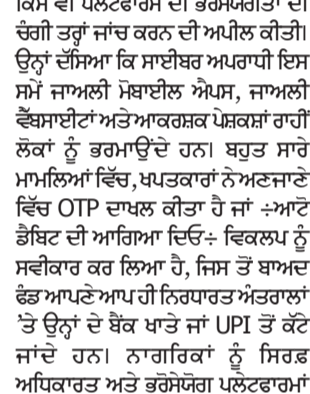 ਕਿਸੇ ਵੀ ਪਲੇਟਫਾਰਮ ਦੀ ਭਰੋਸੇਯੋਗਤਾ ਦੀ
ਚੰਗੀ ਤਰ੍ਹਾਂ ਜਾਂਚ ਕਰਨ ਦੀ ਅਪੀਲ ਕੀਤੀ।
ਉਨ੍ਹਾਂ ਦੱਸਿਆ ਕਿ ਸਾਈਬਰ ਅਪਰਾਧੀ ਇਸ
ਸਮੇਂ ਜਾਅਲੀ ਮੋਬਾਈਲ ਐਪਸ, ਜਾਅਲੀ
ਵੈੱਬਸਾਈਟਾਂ ਅਤੇ ਆਕਰਸ਼ਕ ਪੇਸ਼ਕਸ਼ਾਂ ਰਾਹੀਂ
ਲੋਕਾਂ ਨੂੰ ਭਰਮਾਉਂਦੇ ਹਨ। ਬਹੁਤ ਸਾਰੇ
ਮਾਮਲਿਆਂ ਵਿੱਚ,ਖਪਤਕਾਰਾਂ ਨੇ ਅਣਜਾਣੇ
ਵਿੱਚ OTP ਦਾਖਲ ਕੀਤਾ ਹੈ ਜਾਂ ÷ਆਟੋ
ਡੈਬਿਟ ਦੀ ਆਗਿਆ ਦਿਓ÷ ਵਿਕਲਪ ਨੂੰ
ਸਵੀਕਾਰ ਕਰ ਲਿਆ ਹੈ, ਜਿਸ ਤੋਂ ਬਾਅਦ
ਫੰਡ ਆਪਣੇ ਆਪ ਹੀ ਨਿਰਧਾਰਤ ਅੰਤਰਾਲਾਂ
'ਤੇ ਉਨ੍ਹਾਂ ਦੇ ਬੈਂਕ ਖਾਤੇ ਜਾਂ UPI ਤੋਂ ਕੱਟੇ
ਜਾਂਦੇ ਹਨ। ਨਾਗਰਿਕਾਂ ਨੂੰ ਸਿਰਫ਼
ਅਧਿਕਾਰਤ ਅਤੇ ਭਰੋਸੇਯੋਗ ਪਲੇਟਫਾਰਮਾਂ